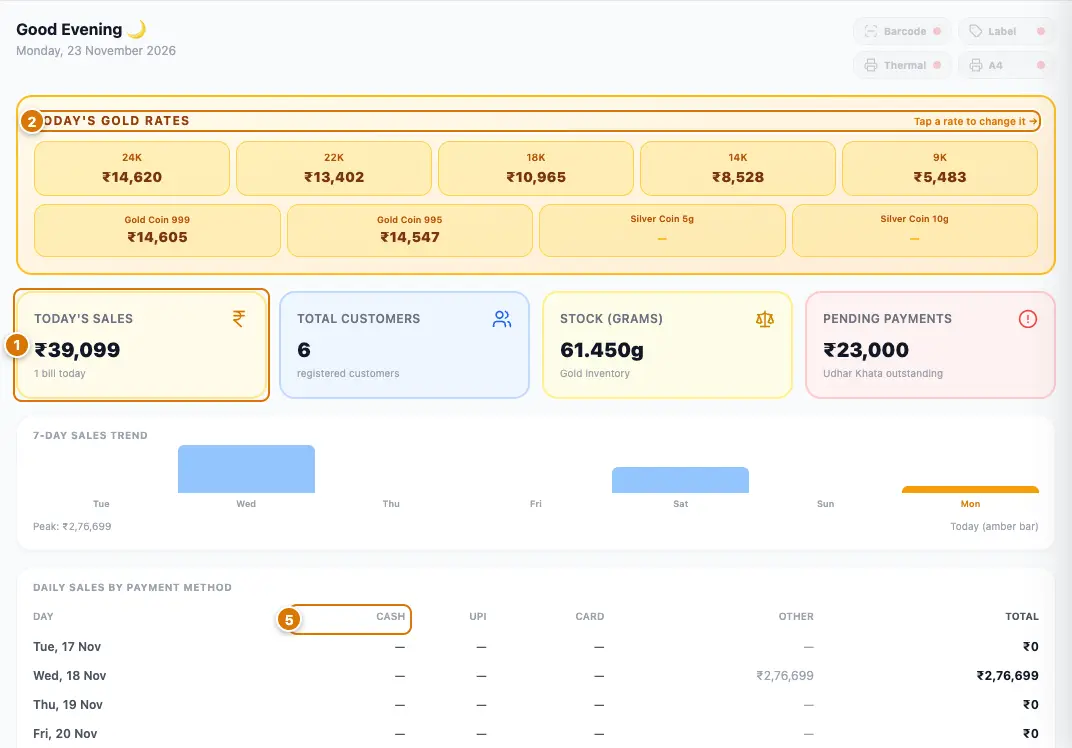 Good Evening 🌙
Monday, 23 November 2026
Barcode
Label
Thermal
A4
2
ODAY'S GOLD RATES
Tap a rate to change it →
24K
₹14,620
22K
₹13,402
18K
₹10,965
14K
₹8,528
9K
₹5,483
Gold Coin 999
₹14,605
Gold Coin 995
₹14,547
Silver Coin 5g
—
Silver Coin 10g
—
1
TODAY'S SALES
₹
₹39,099
1 bill today
TOTAL CUSTOMERS
6
registered customers
STOCK (GRAMS)
61.450g
Gold inventory
PENDING PAYMENTS
₹23,000
Udhar Khata outstanding
7-DAY SALES TREND
Tue Wed Thu Fri Sat Sun Mon
Peak: ₹2,76,699
Today (amber bar)
DAILY SALES BY PAYMENT METHOD
5
DAY CASH UPI CARD OTHER TOTAL
Tue, 17 Nov — — — — ₹0
Wed, 18 Nov — — — ₹2,76,699 ₹2,76,699
Thu, 19 Nov — — — — ₹0
Fri, 20 Nov — — — — ₹0